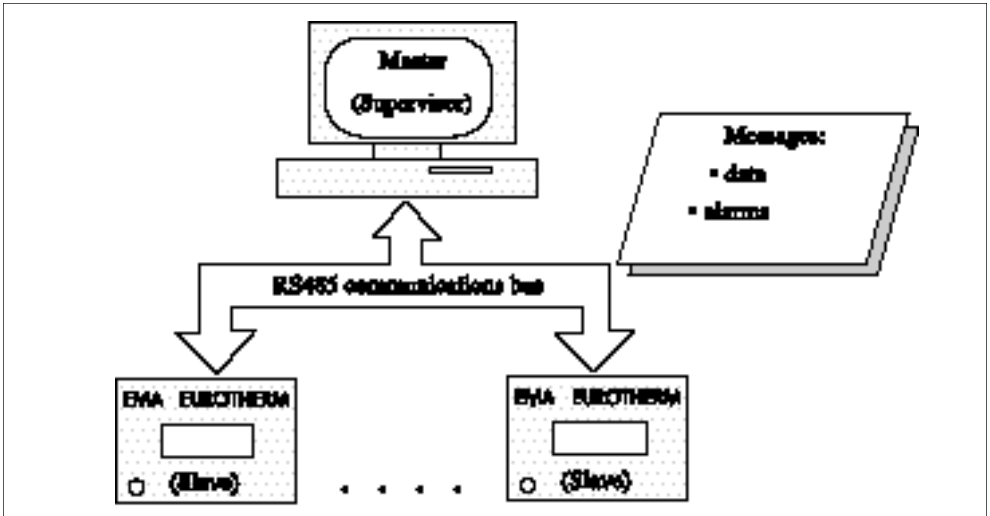 Master
(Supervisor)
Messages:
• data
• alarms
RS485 communications bus
EMA EUROTHERM
(Slave)
. . . .
EMA EUROTHERM
(Slave)